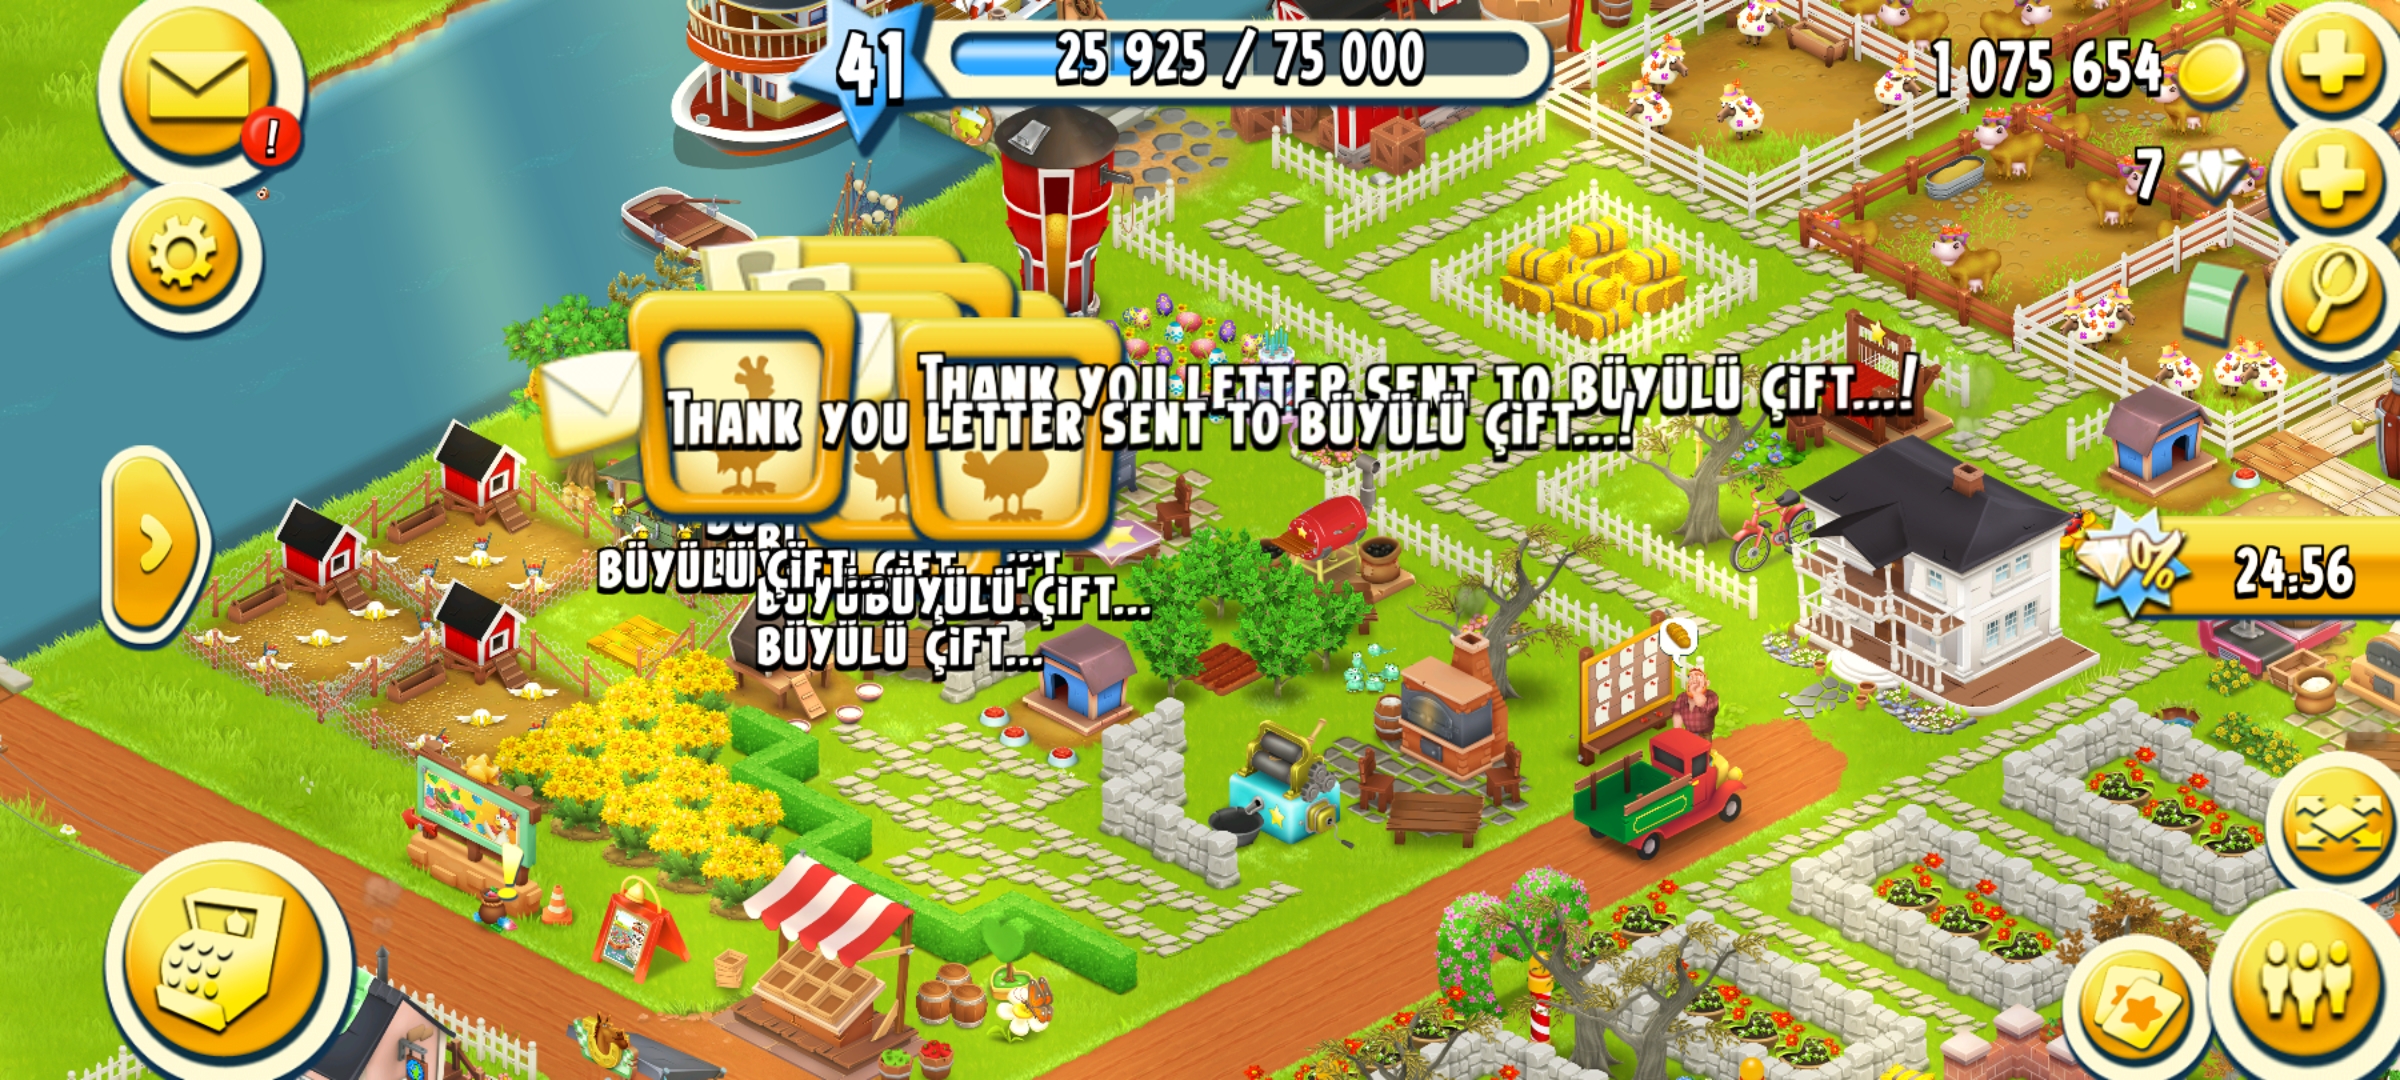 41
25 925 / 75 000
1 075 654
!
7
THANK YOU LETTER SENT TO BÜYÜLÜ ÇİFT...!
THANK YOU LETTER SENT TO BÜYÜLÜ ÇİFT...!
BÜYÜLÜ ÇİFT
BÜYÜLÜ ÇİFT...
BÜYÜLÜ ÇİFT...
%
24:56